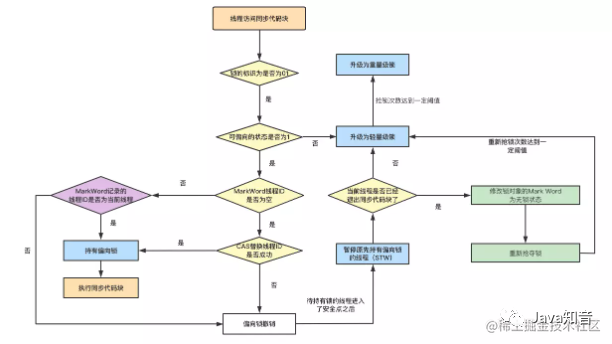 线程访问同步代码块
锁的标识为是否为01
是
可偏向的状态是否为1
否
是
MarkWord线程ID
是否为空
否
MarkWord记录的
线程ID是否为当前线程
是
否
持有偏向锁
执行同步代码块
是
CAS替换线程ID
是否成功
是
否
偏向锁撤销
待持有锁的线程进入
了安全点之后
暂停原先持有偏向锁
的线程（STW）
当前线程是否已经
退出同步代码块了
否
是
升级为轻量级锁
抢锁次数达到一定阈值
升级为重量级锁
修改锁对象的Mark Word
为无锁状态
重新抢夺锁
重新抢锁次数达到一
定阈值
Java知音
@稀土掘金技术社区